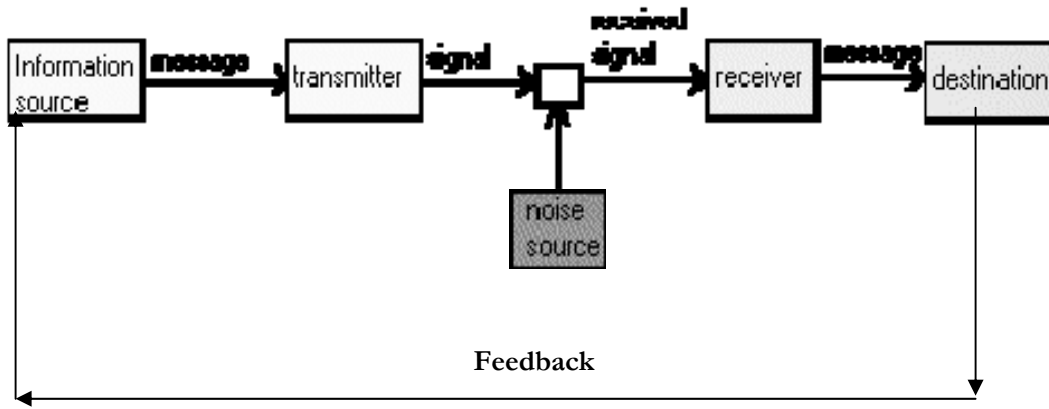 Information
source
message
transmitter
signal
received
signal
receiver
message
destination
noise
source
Feedback